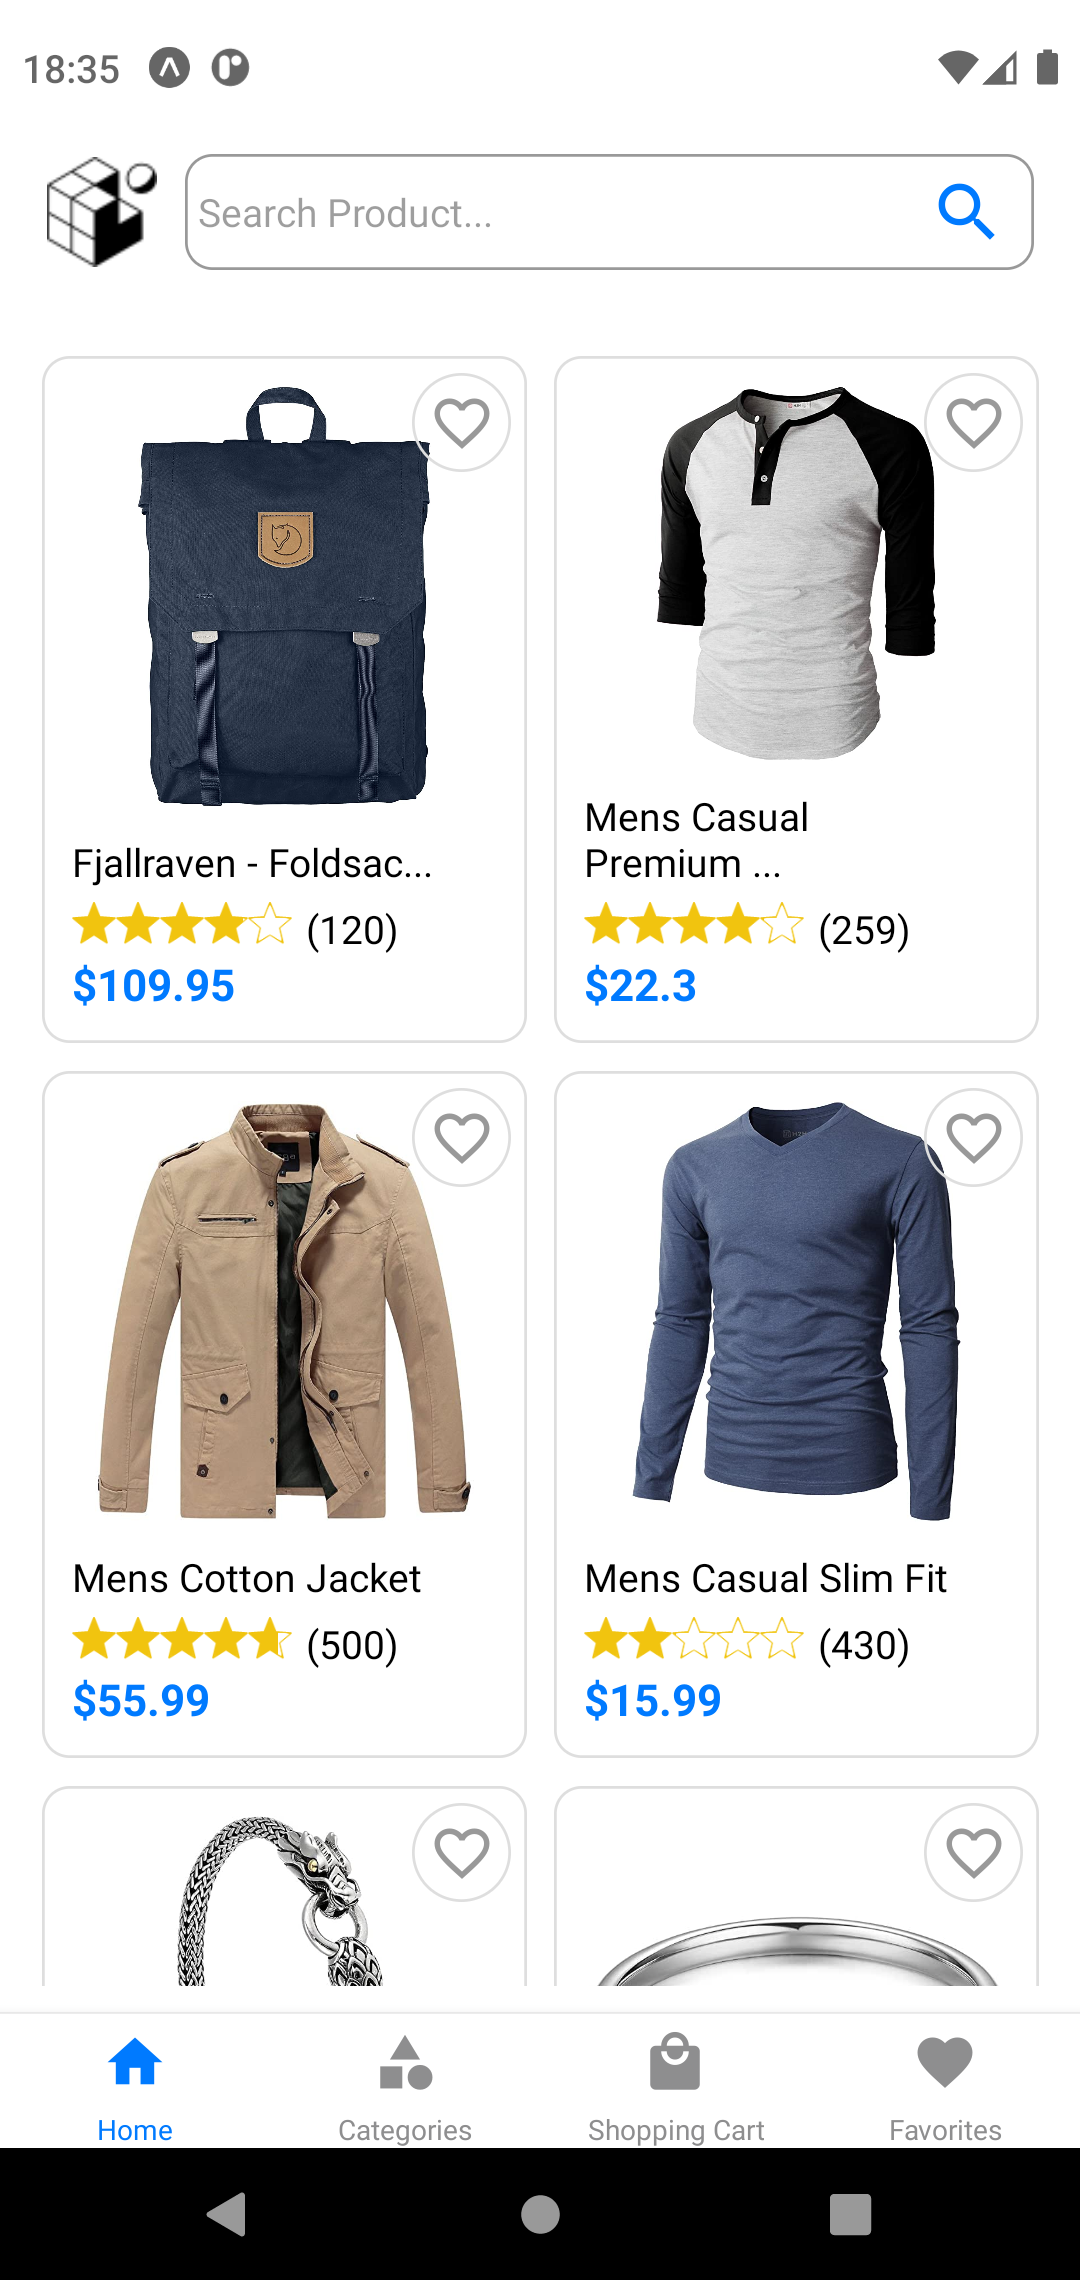 18:35
Search Product...
Fjallraven - Foldsac...
(120)
$109.95
Mens Casual
Premium ...
(259)
$22.3
Mens Cotton Jacket
(500)
$55.99
Mens Casual Slim Fit
(430)
$15.99
Home
Categories
Shopping Cart
Favorites